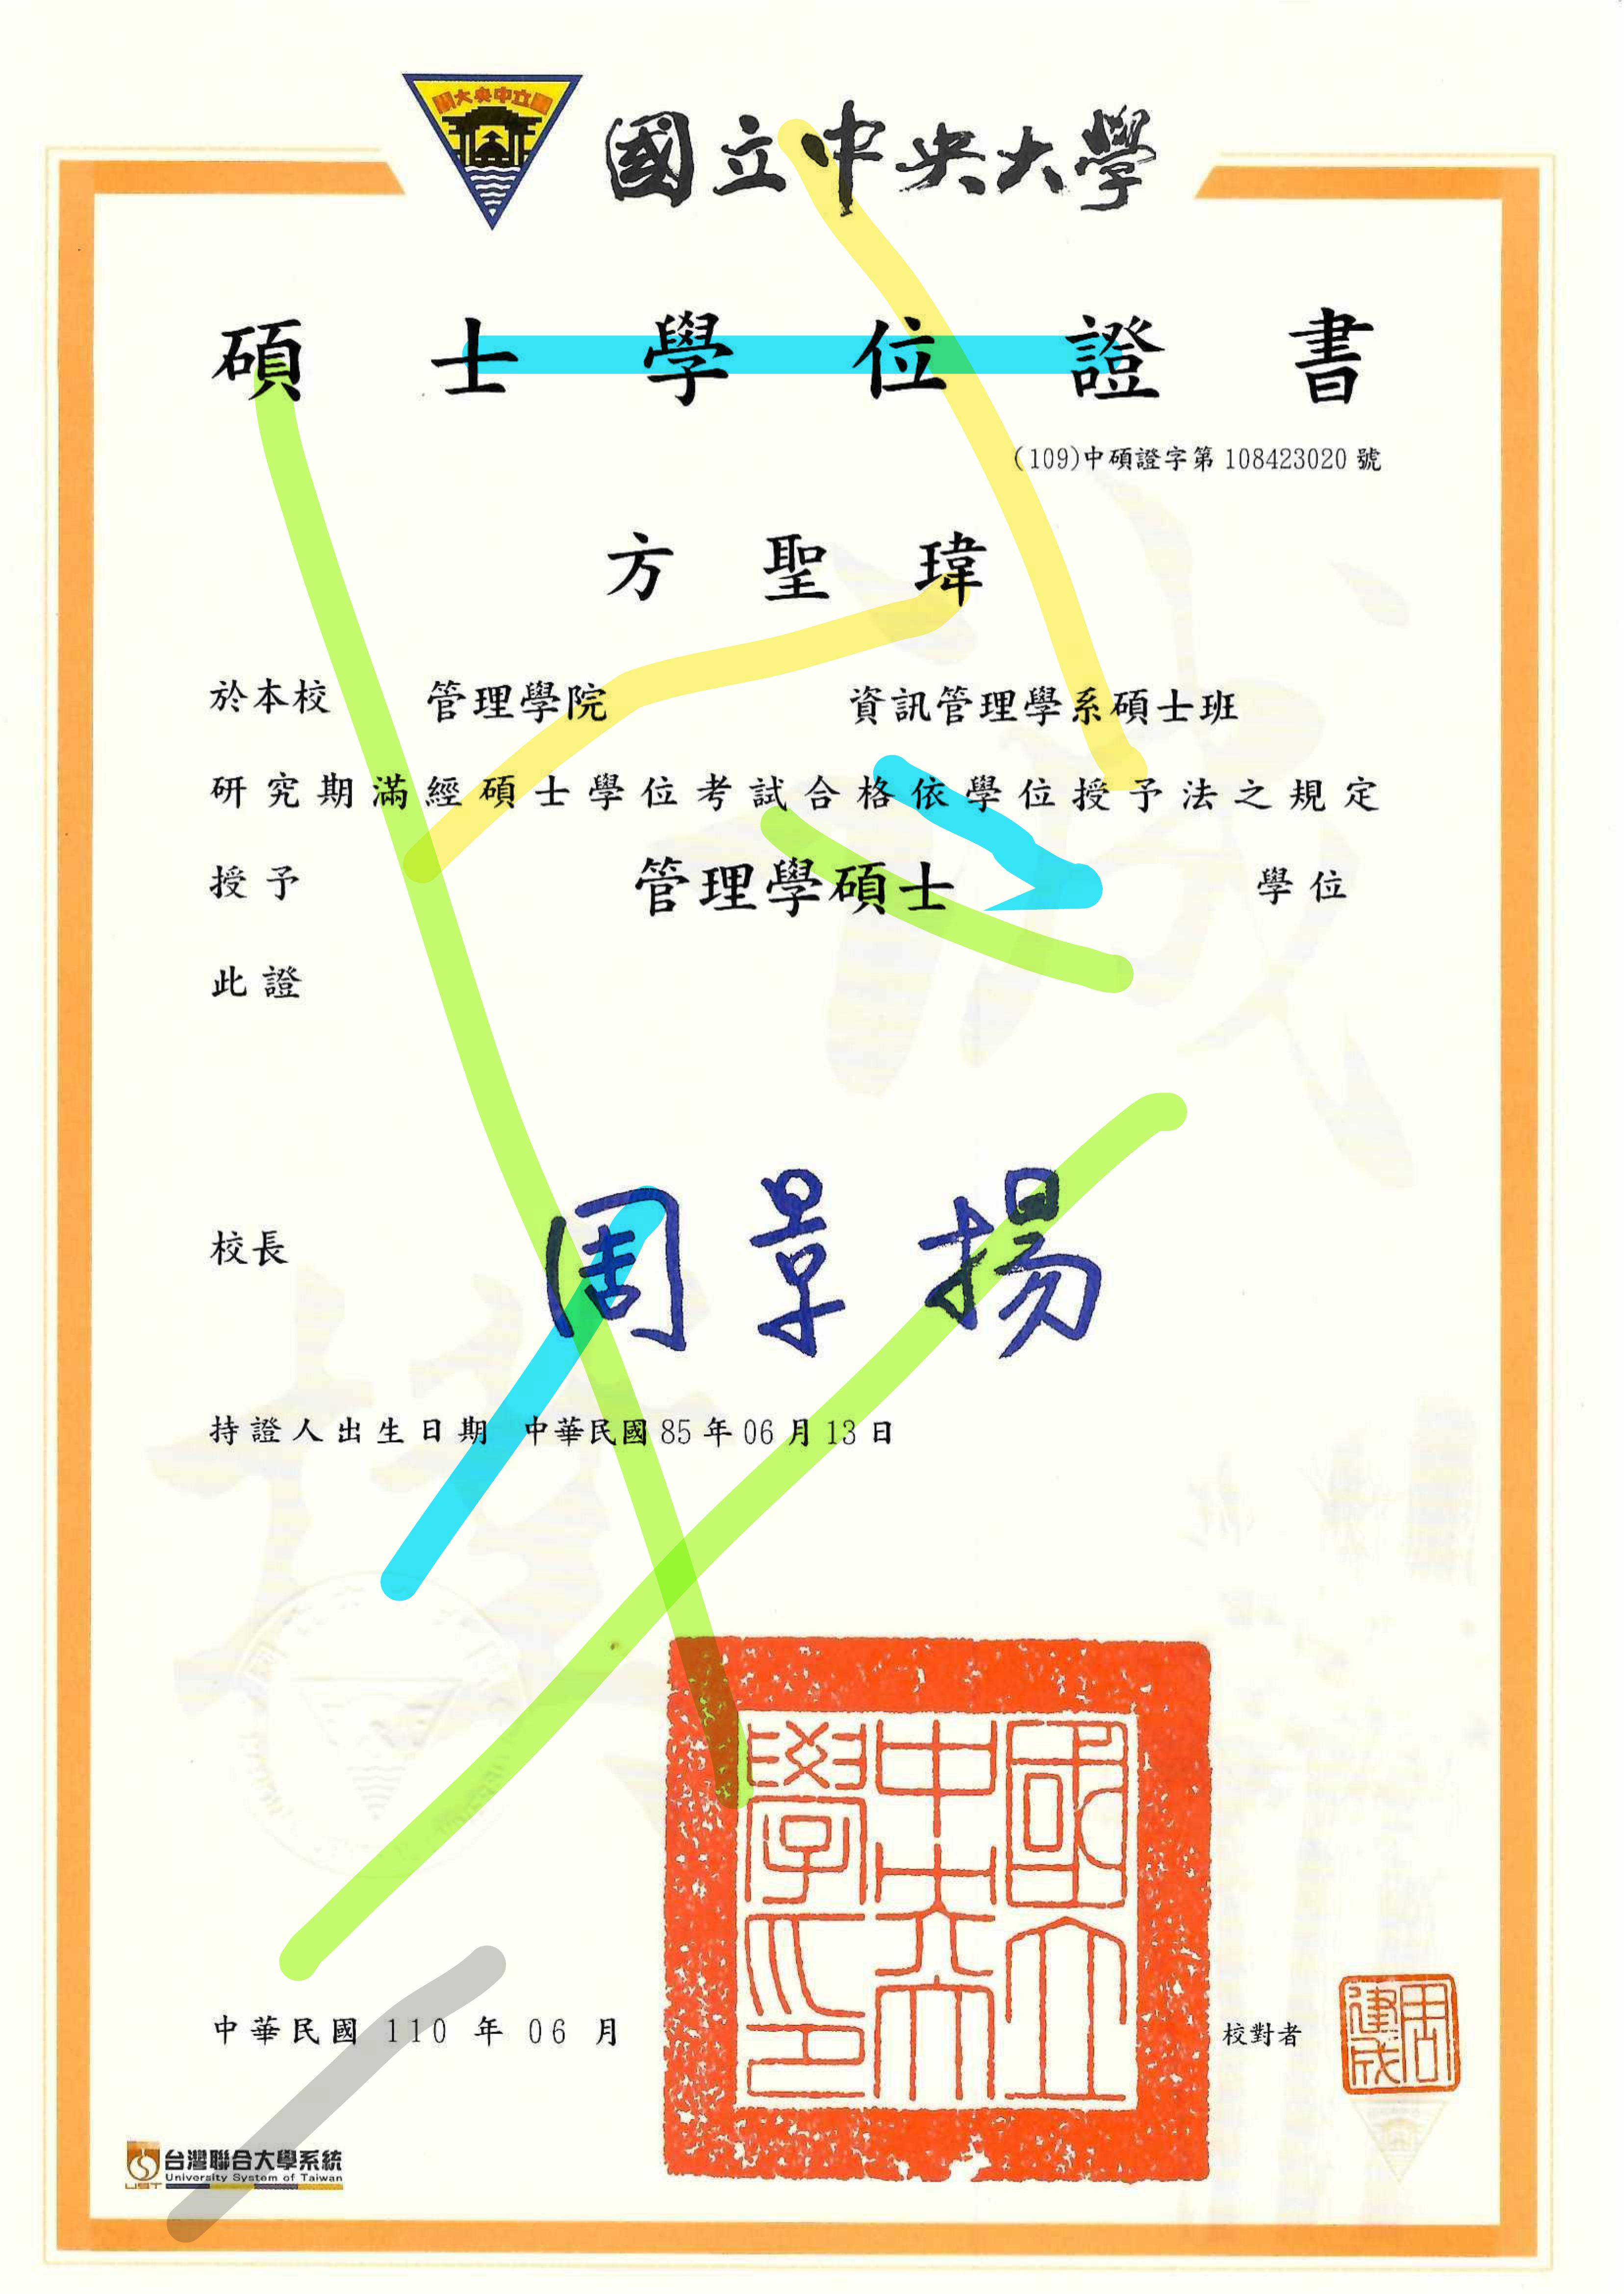 國立中央大學
國立中央大學
碩士學位證書
(109)中碩證字第 108423020 號
方聖瑋
於本校 管理學院 資訊管理學系碩士班
研究期滿經碩士學位考試合格依學位授予法之規定
授予 管理學碩士 學位
此證
校長 周景揚
持證人出生日期 中華民國 85 年 06 月 13 日
國立中央大學印
中華民國 110 年 06 月
校對者 周建成
UST 台灣聯合大學系統
University System of Taiwan